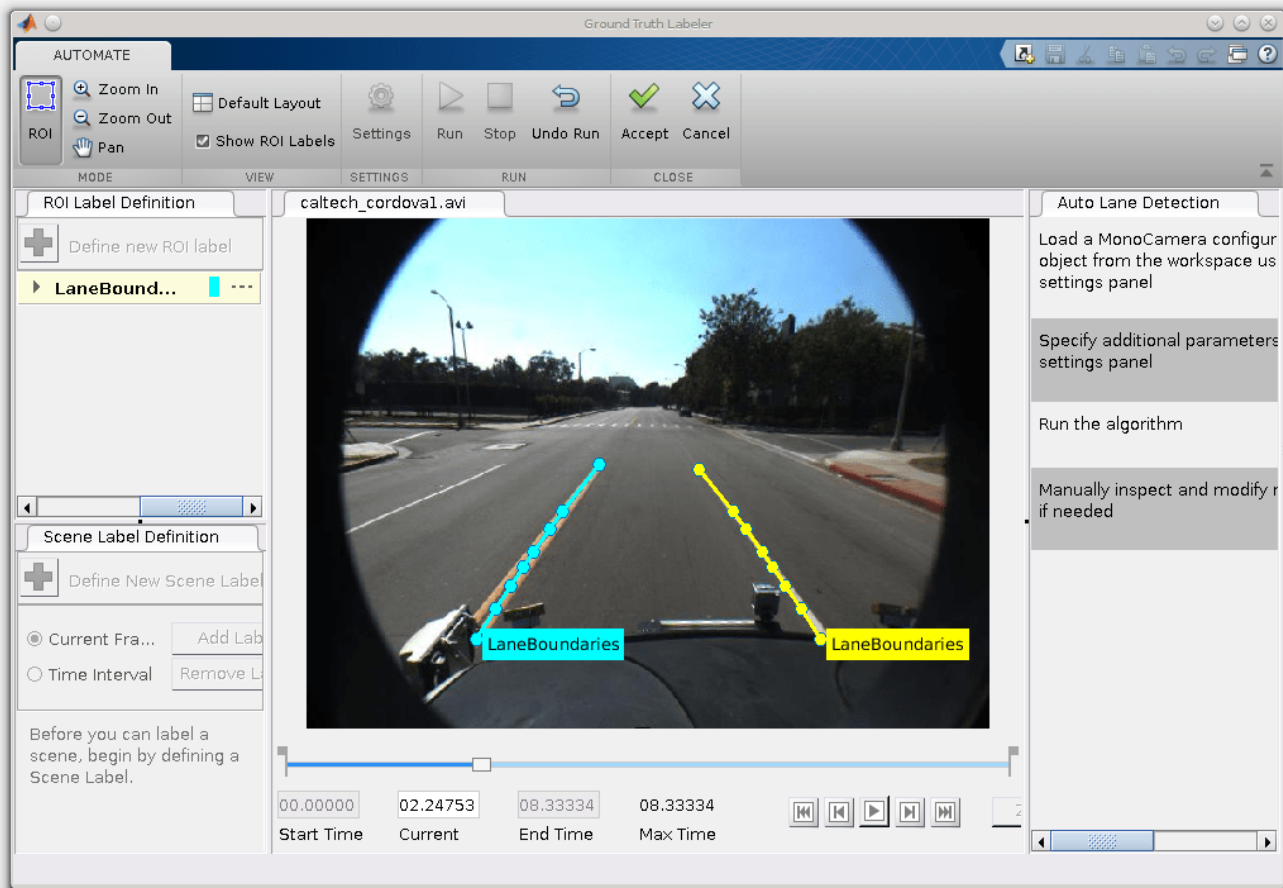 Ground Truth Labeler
AUTOMATE
ROI
Zoom In
Zoom Out
Pan
MODE
Default Layout
Show ROI Labels
VIEW
Settings
SETTINGS
Run
Stop
Undo Run
RUN
Accept
Cancel
CLOSE
ROI Label Definition
Define new ROI label
LaneBound...
Scene Label Definition
Define New Scene Label
Current Fra...
Add Lab
Time Interval
Remove La
Before you can label a
scene, begin by defining a
Scene Label.
caltech_cordova1.avi
LaneBoundaries
LaneBoundaries
00.00000
02.24753
08.33334
08.33334
Start Time
Current
End Time
Max Time
Auto Lane Detection
Load a MonoCamera configur
object from the workspace us
settings panel
Specify additional parameters
settings panel
Run the algorithm
Manually inspect and modify r
if needed